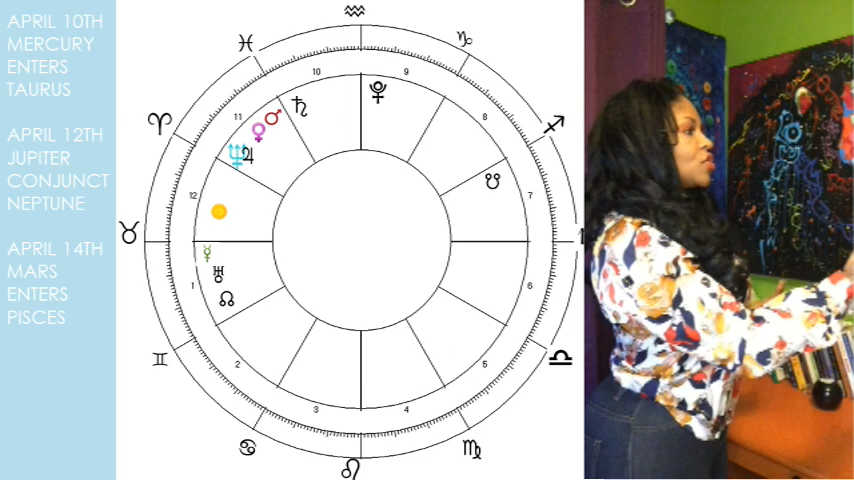 APRIL 10TH
MERCURY
ENTERS
TAURUS
APRIL 12TH
JUPITER
CONJUNCT
NEPTUNE
APRIL 14TH
MARS
ENTERS
PISCES
♒
♓
♑
10
9
♄
♇
♈
11
♂
8
♐
♀
♆♃
☋
12
7
♉
☿
♅
1
6
☊
♊
♎
2
5
3
4
♋
♍
♌